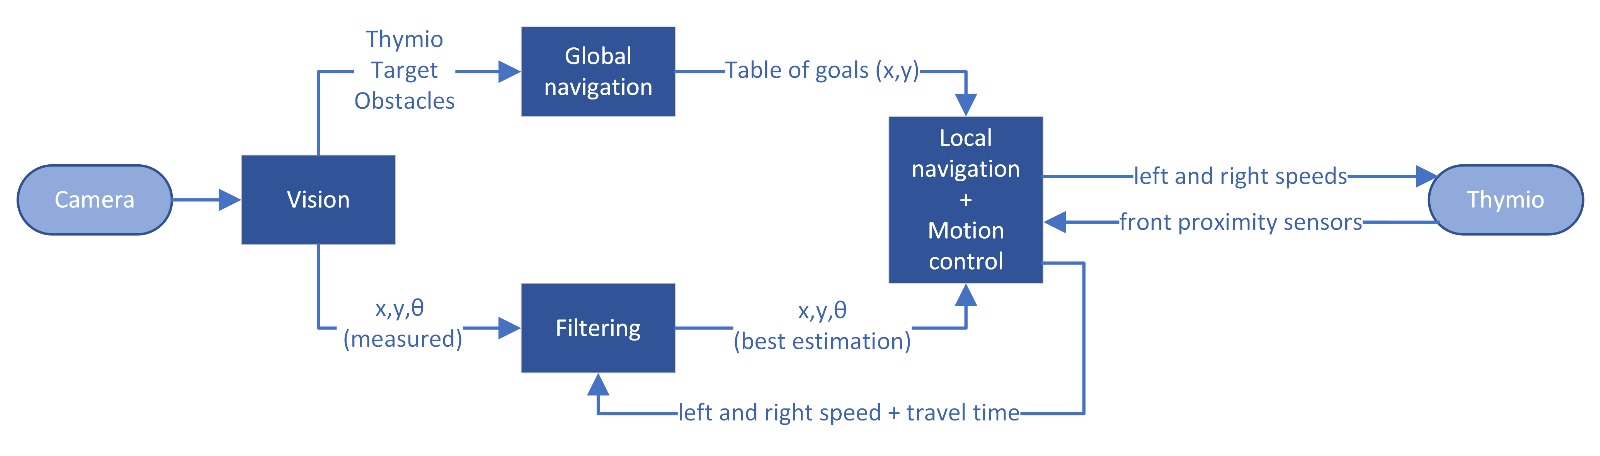 Thymio
Target
Obstacles
Global
navigation
Table of goals (x,y)
Camera
Vision
Local
navigation
+
Motion
control
left and right speeds
front proximity sensors
Thymio
x,y,θ
(measured)
Filtering
x,y,θ
(best estimation)
left and right speed + travel time